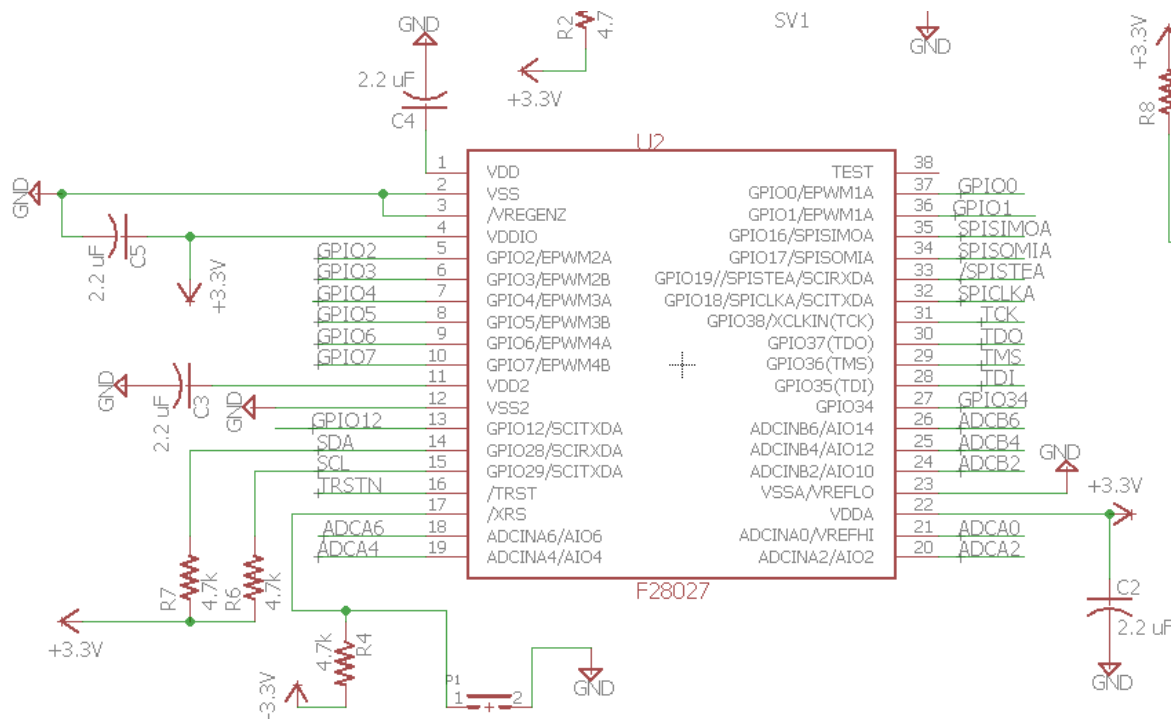 GND
R2
4.7
SV1
GND
+3.3V
R8
2.2 uF
C4
+3.3V
U2
1 VDD
2 VSS
3 /VREGENZ
4 VDDIO
GPIO2 5 GPIO2/EPWM2A
GPIO3 6 GPIO3/EPWM2B
GPIO4 7 GPIO4/EPWM3A
GPIO5 8 GPIO5/EPWM3B
GPIO6 9 GPIO6/EPWM4A
GPIO7 10 GPIO7/EPWM4B
11 VDD2
12 VSS2
GPIO12 13 GPIO12/SCITXDA
SDA 14 GPIO28/SCIRXDA
SCL 15 GPIO29/SCITXDA
TRSTN 16 /TRST
17 /XRS
ADCA6 18 ADCINA6/AIO6
ADCA4 19 ADCINA4/AIO4
TEST 38
GPIO0/EPWM1A 37 GPIO0
GPIO1/EPWM1A 36 GPIO1
GPIO16/SPISIMOA 35 SPISIMOA
GPIO17/SPISOMIA 34 SPISOMIA
GPIO19//SPISTEA/SCIRXDA 33 /SPISTEA
GPIO18/SPICLKA/SCITXDA 32 SPICLKA
GPIO38/XCLKIN(TCK) 31 TCK
GPIO37(TDO) 30 TDO
GPIO36(TMS) 29 TMS
GPIO35(TDI) 28 TDI
GPIO34 27 GPIO34
ADCINB6/AIO14 26 ADCB6
ADCINB4/AIO12 25 ADCB4
ADCINB2/AIO10 24 ADCB2
VSSA/VREFLO 23
VDDA 22
ADCINA0/VREFHI 21 ADCA0
ADCINA2/AIO2 20 ADCA2
F28027
GND
2.2 uF
C5
+3.3V
GND
2.2 uF
C3
GND
GND
+3.3V
C2
2.2 uF
GND
R7
4.7k
R6
4.7k
+3.3V
4.7k
R4
+3.3V
P1
1 2
GND